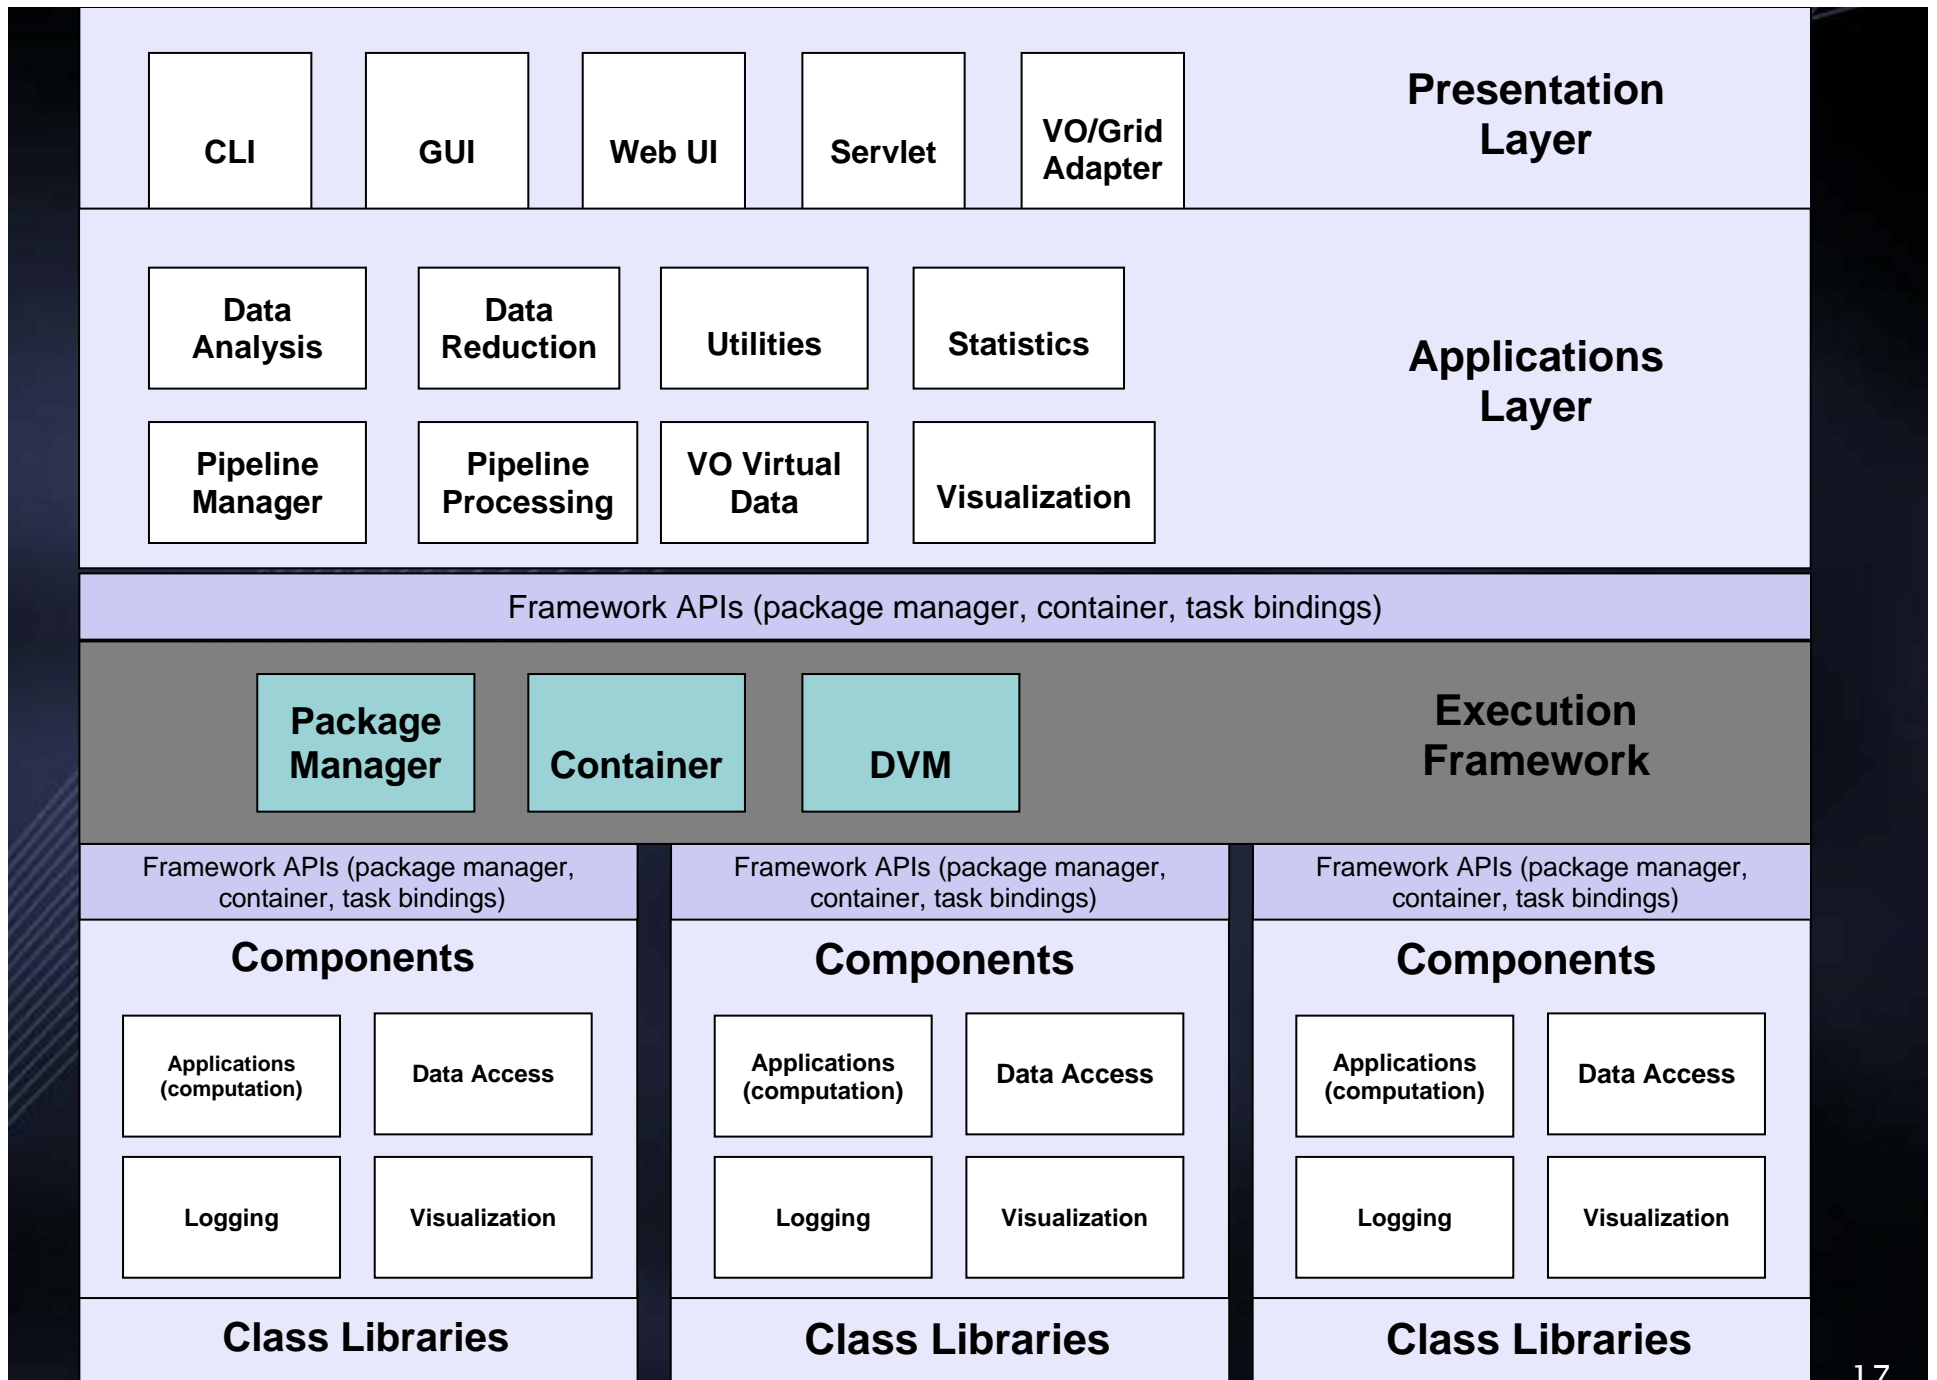 CLI
GUI
Web UI
Servlet
VO/Grid
Adapter
Presentation
Layer
Data
Analysis
Data
Reduction
Utilities
Statistics
Applications
Layer
Pipeline
Manager
Pipeline
Processing
VO Virtual
Data
Visualization
Framework APIs (package manager, container, task bindings)
Package
Manager
Container
DVM
Execution
Framework
Framework APIs (package manager,
container, task bindings)
Framework APIs (package manager,
container, task bindings)
Framework APIs (package manager,
container, task bindings)
Components
Components
Components
Applications
(computation)
Data Access
Applications
(computation)
Data Access
Applications
(computation)
Data Access
Logging
Visualization
Logging
Visualization
Logging
Visualization
Class Libraries
Class Libraries
Class Libraries
17